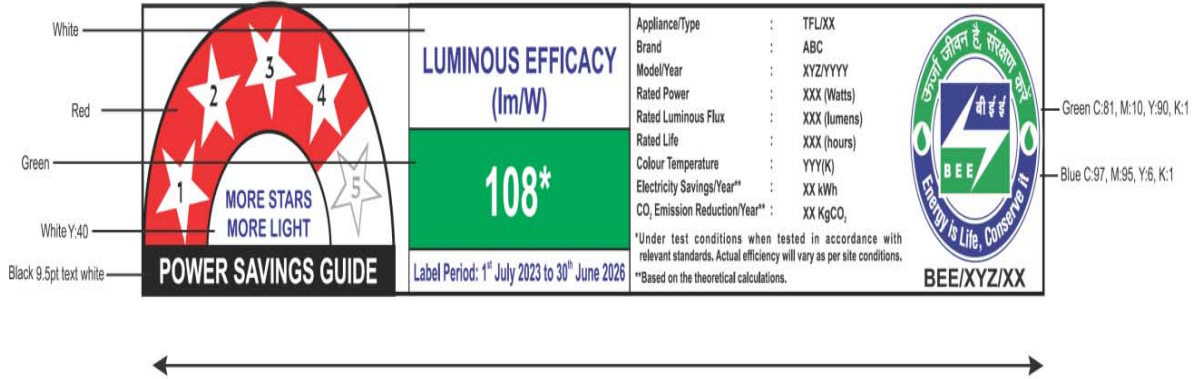 White
Red
Green
White Y:40
Black 9.5pt text white
1
2
3
4
5
MORE STARS
MORE LIGHT
POWER SAVINGS GUIDE
LUMINOUS EFFICACY
(lm/W)
108*
Label Period: 1st July 2023 to 30th June 2026
Appliance/Type : TFL/XX
Brand : ABC
Model/Year : XYZ/YYYY
Rated Power : XXX (Watts)
Rated Luminous Flux : XXX (lumens)
Rated Life : XXX (hours)
Colour Temperature : YYY(K)
Electricity Savings/Year** : XX kWh
CO₂ Emission Reduction/Year** : XX KgCO₂
*Under test conditions when tested in accordance with
relevant standards. Actual efficiency will vary as per site conditions.
**Based on the theoretical calculations.
ऊर्जा जीवन है, संरक्षण करें
बीईई
BEE
Energy is Life, Conserve it
BEE/XYZ/XX
Green C:81, M:10, Y:90, K:1
Blue C:97, M:95, Y:6, K:1